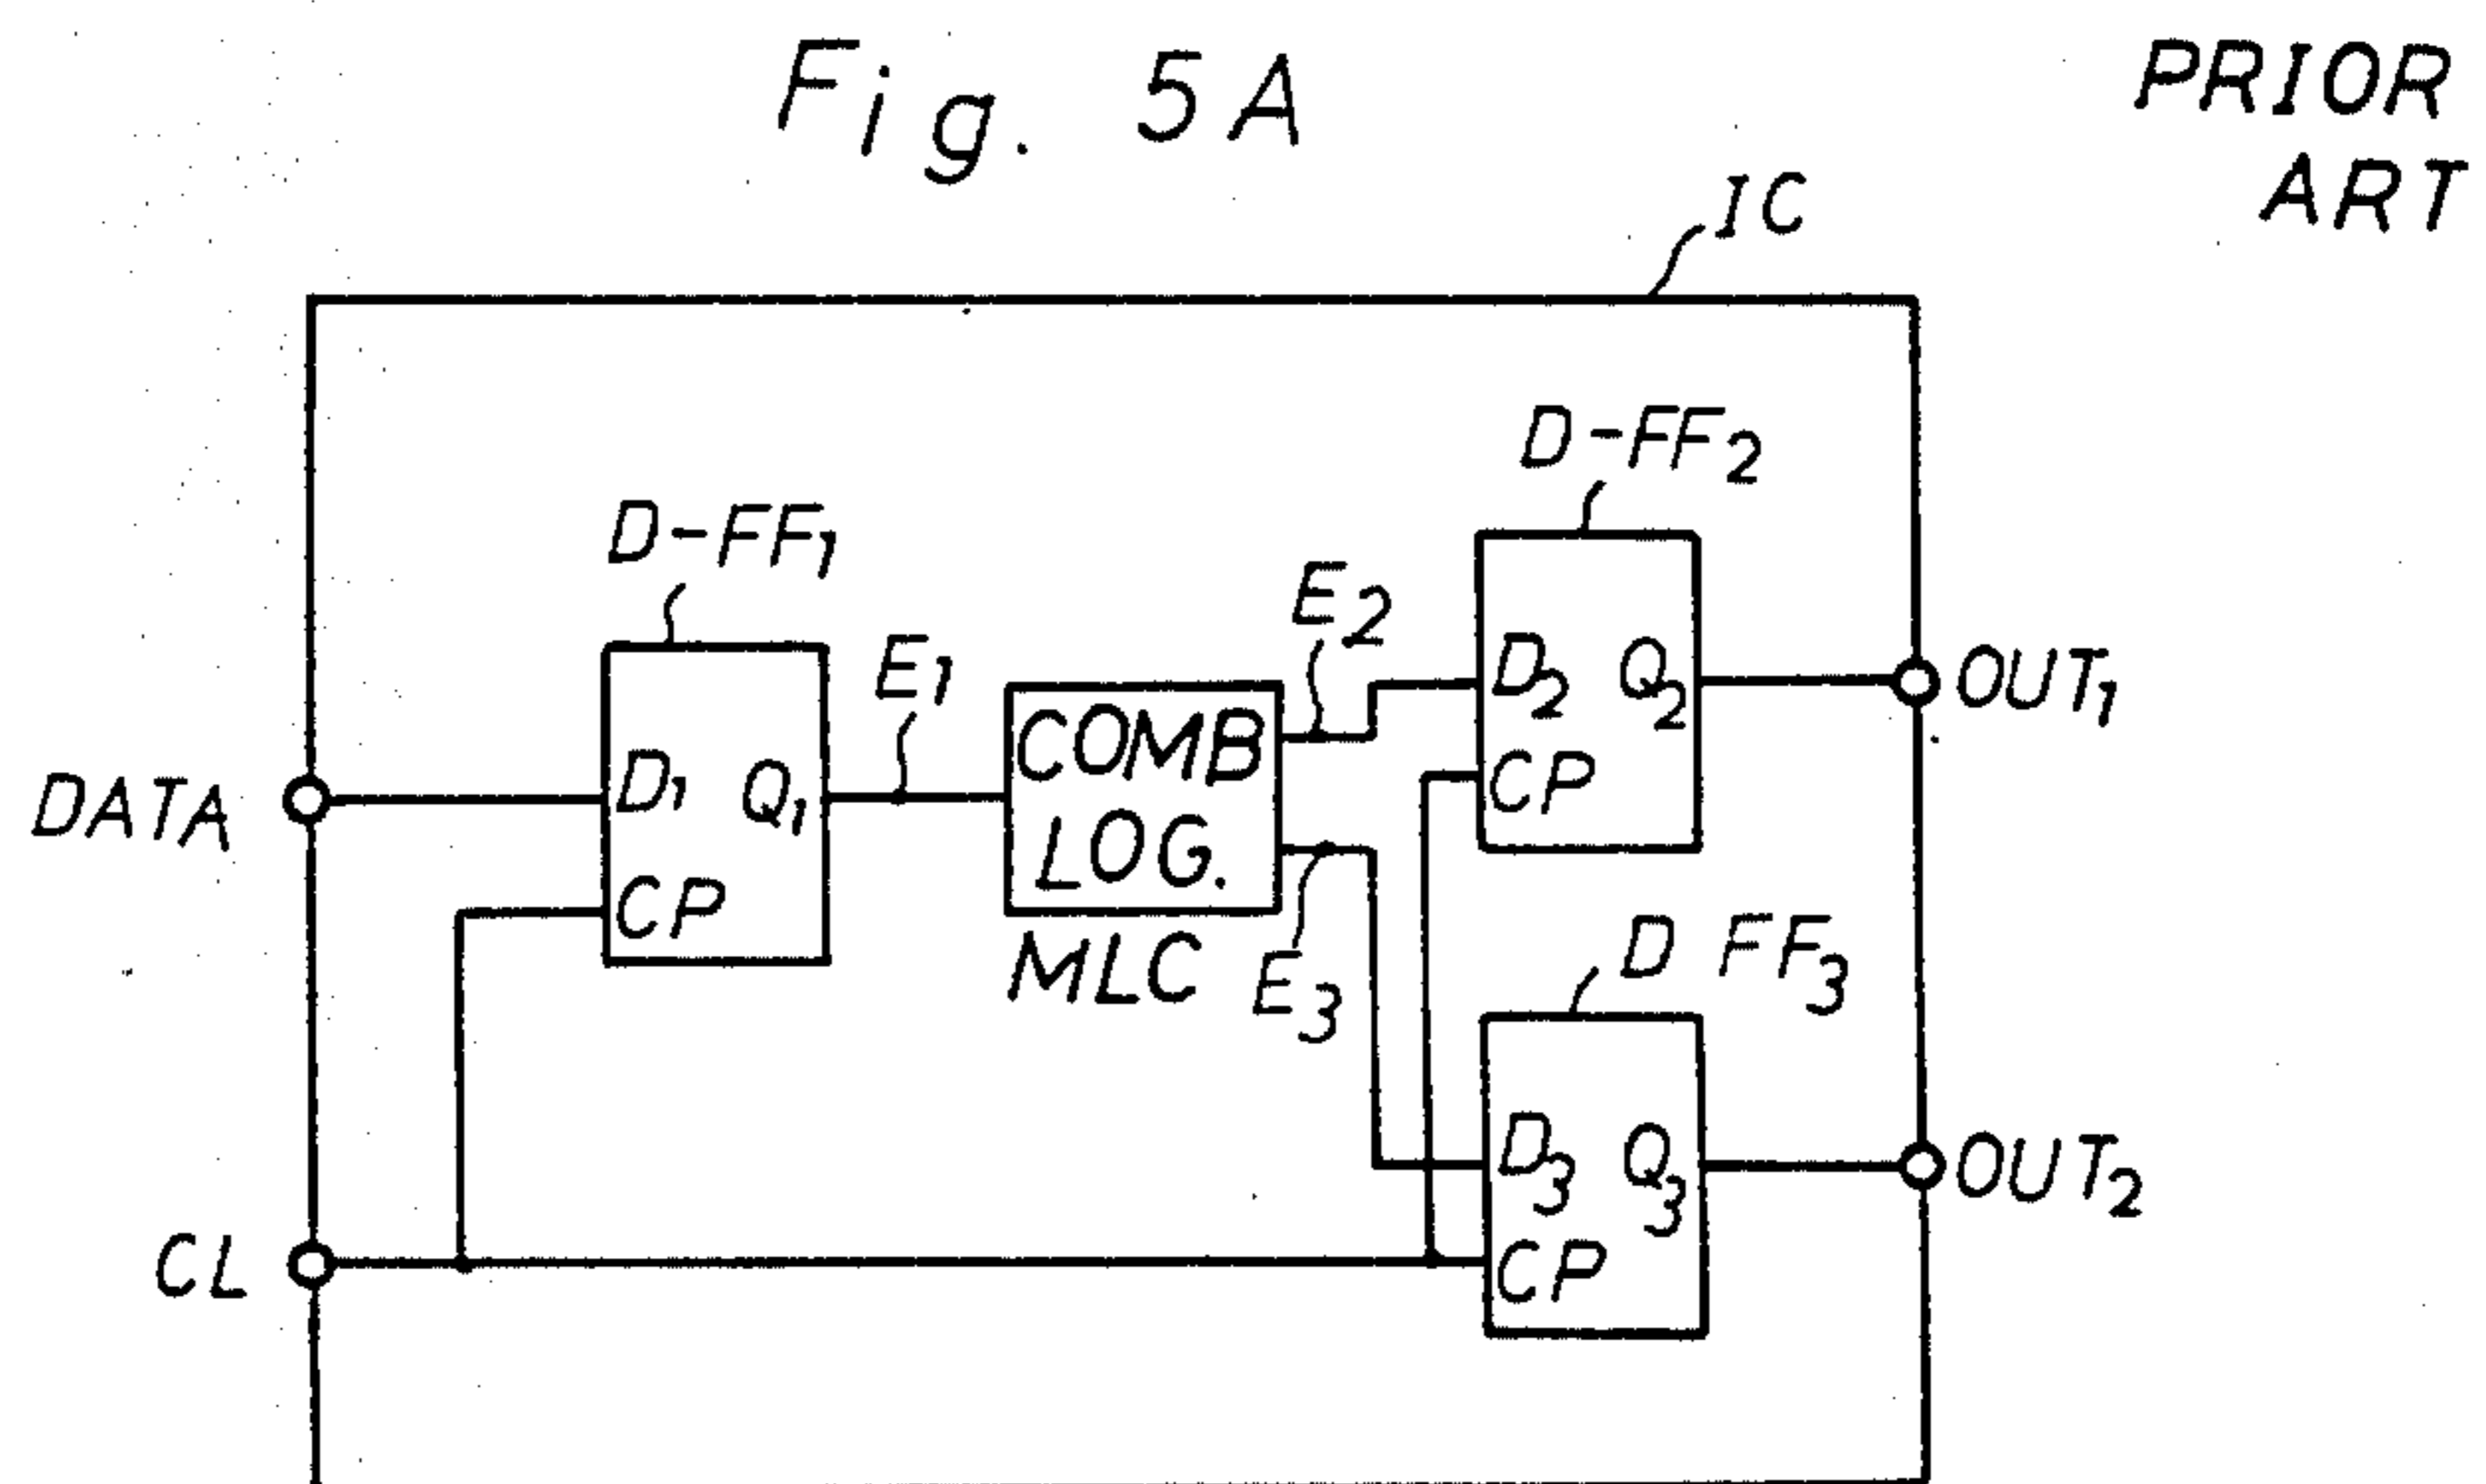 Fig. 5A
PRIOR
ART
IC
D-FF2
D-FF1
E2
E1
D2 Q2
CP
OUT1
COMB
LOG.
MLC
DATA
D1 Q1
CP
E3
D FF3
D3 Q3
CP
OUT2
CL